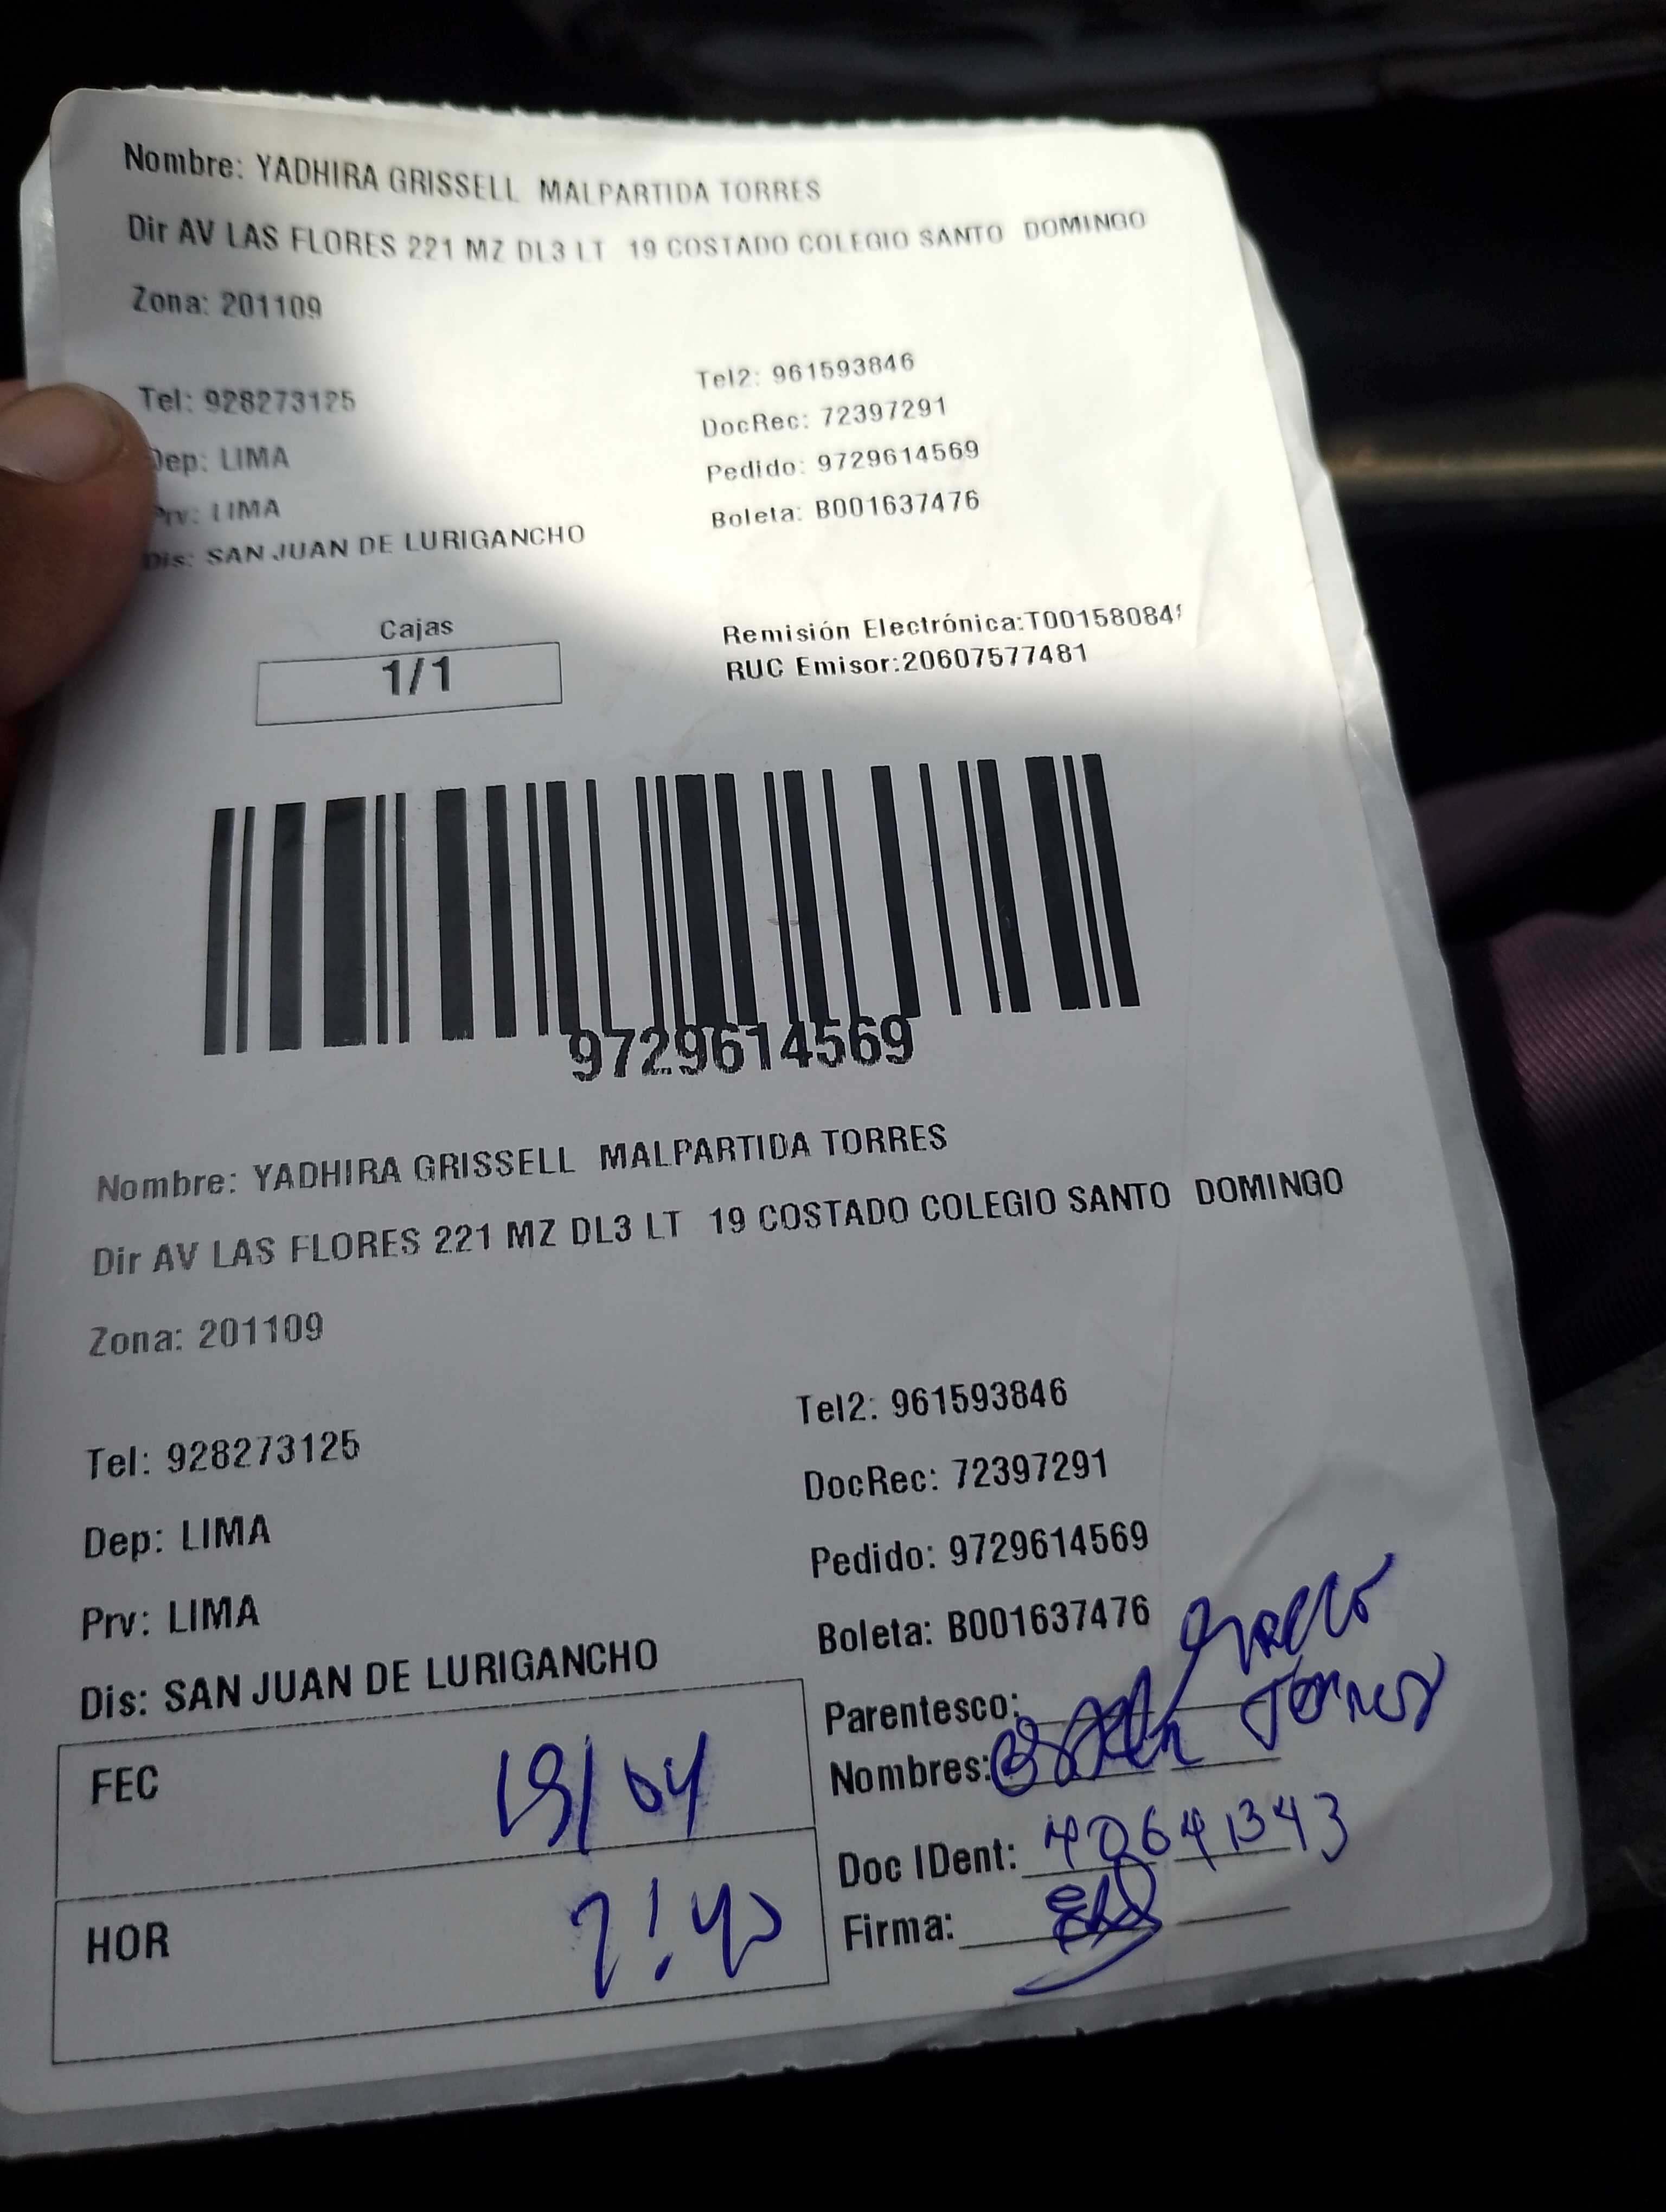 Nombre: YADHIRA GRISSELL MALPARTIDA TORRES
Dir AV LAS FLORES 221 MZ DL3 LT 19 COSTADO COLEGIO SANTO DOMINGO
Zona: 201109
Tel: 928273125
Tel2: 961593846
DocRec: 72397291
Dep: LIMA
Pedido: 9729614569
Prv: LIMA
Boleta: B001637476
Dis: SAN JUAN DE LURIGANCHO
Cajas
1/1
Remisión Electrónica:T00158084
RUC Emisor:20607577481
9729614569
Nombre: YADHIRA GRISSELL MALPARTIDA TORRES
Dir AV LAS FLORES 221 MZ DL3 LT 19 COSTADO COLEGIO SANTO DOMINGO
Zona: 201109
Tel: 928273125
Tel2: 961593846
DocRec: 72397291
Dep: LIMA
Pedido: 9729614569
Prv: LIMA
Boleta: B001637476
Dis: SAN JUAN DE LURIGANCHO
Parentesco:
Nombres: Torres
FEC 19/04
Doc IDent: 40641343
HOR
Firma: